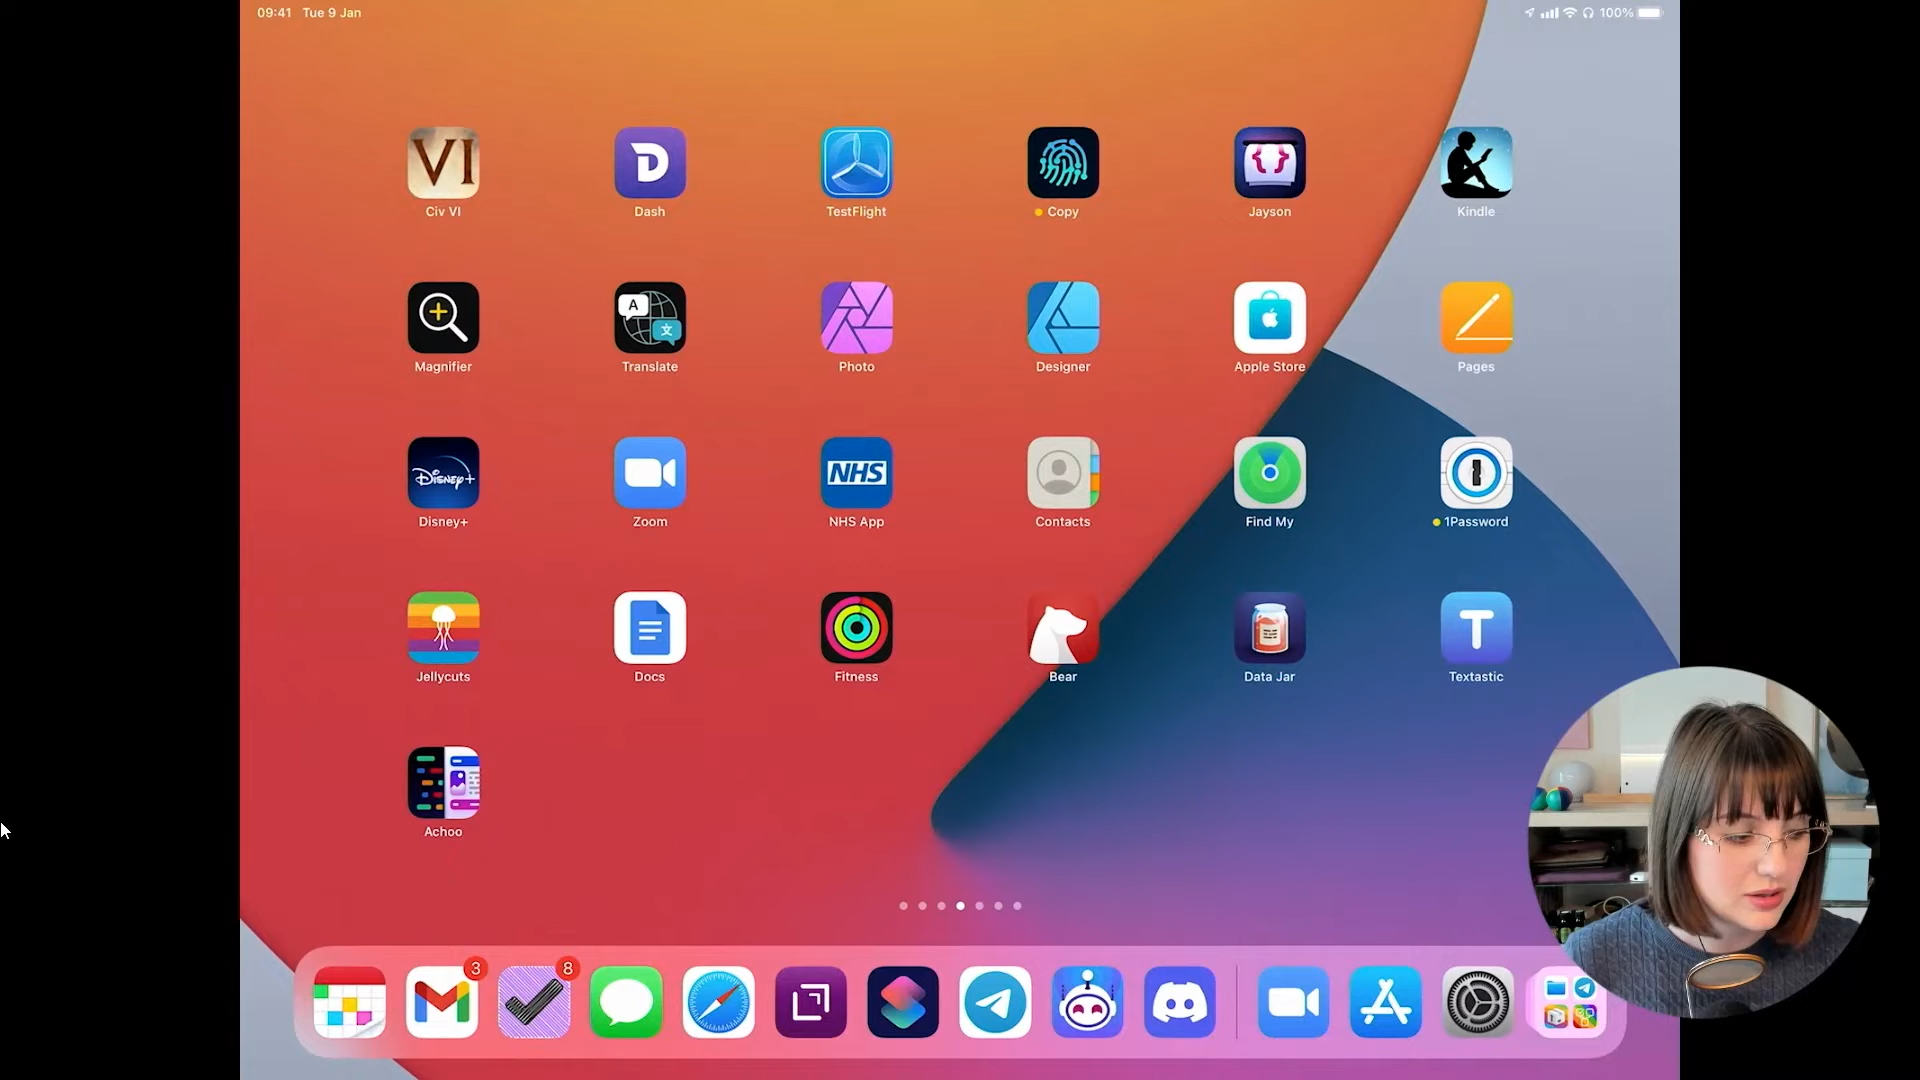 09:41 Tue 9 Jan
100%
VI
D
{}
Civ VI
Dash
TestFlight
Copy
Jayson
Kindle
A
文
Magnifier
Translate
Photo
Designer
Apple Store
Pages
Disney+
NHS
Disney+
Zoom
NHS App
Contacts
Find My
1Password
T
Jellycuts
Docs
Fitness
Bear
Data Jar
Textastic
Achoo
3
8